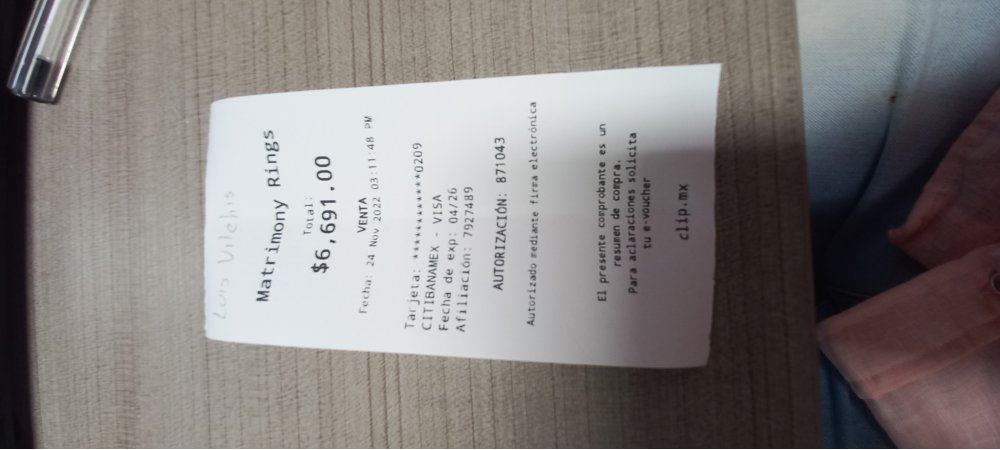 Luis Vilchis
Matrimony Rings
Total:
$6,691.00
VENTA
Fecha: 24 Nov 2022 03:11:48 PM
Tarjeta: ************0209
CITIBANAMEX - VISA
Fecha de exp: 04/26
Afiliación: 7927489
AUTORIZACIÓN: 871043
Autorizado mediante firma electrónica
El presente comprobante es un
resumen de compra.
Para aclaraciones solicita
tu e-voucher
clip.mx